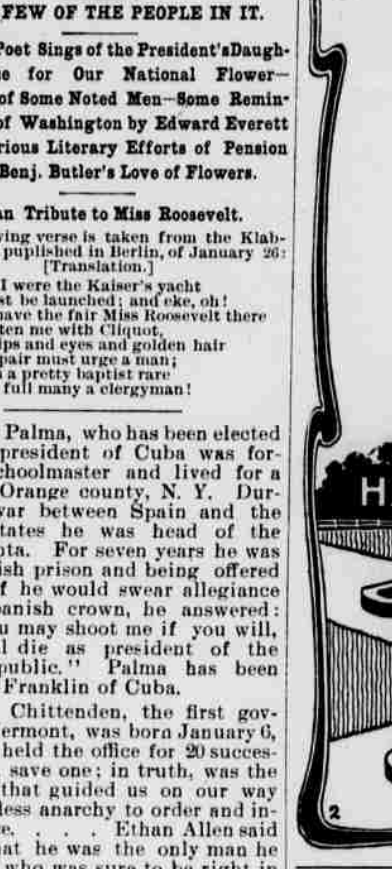 FEW OF THE PEOPLE IN IT.
Poet Sings of the President'sDaugh-
e for Our National Flower—
of Some Noted Men—Some Remin-
of Washington by Edward Everett
rious Literary Efforts of Pension
Benj. Butler's Love of Flowers.
an Tribute to Miss Roosevelt.
ving verse is taken from the Klab-
puplished in Berlin, of January 26:
[Translation.]
I were the Kaiser's yacht
st be launched; and eke, oh!
have the fair Miss Roosevelt there
ten me with Cliquot,
ips and eyes and golden hair
pair must urge a man;
a pretty baptist rare
full many a clergyman!
Palma, who has been elected
president of Cuba was for-
choolmaster and lived for a
Orange county, N. Y. Dur-
war between Spain and the
tates he was head of the
nta. For seven years he was
ish prison and being offered
f he would swear allegiance
panish crown, he answered:
u may shoot me if you will,
l die as president of the
public." Palma has been
Franklin of Cuba.
Chittenden, the first gov-
ermont, was born January 6,
held the office for 20 succes-
save one; in truth, was the
that guided us on our way
less anarchy to order and in-
e. . . . Ethan Allen said
at he was the only man he
who was sure to be right in
H
2